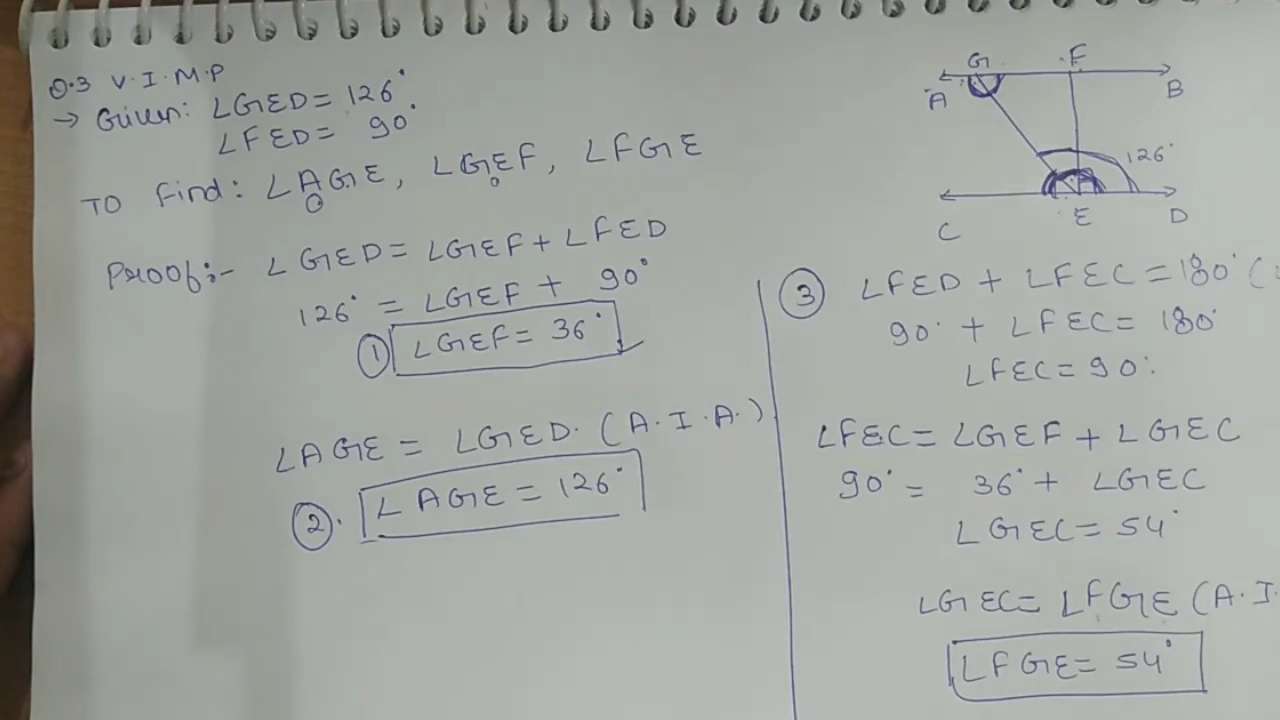 Q.3 V.I.M.P
→ Given: ∠GED = 126°
∠FED = 90°.
To find: ∠AGE, ∠GEF, ∠FGE
Proof:- ∠GED = ∠GEF + ∠FED
126° = ∠GEF + 90°
① ∠GEF = 36°
∠AGE = ∠GED. (A.I.A.)
②. ∠AGE = 126°
G F
A B
126°
C E D
③ ∠FED + ∠FEC = 180° (
90° + ∠FEC = 180°
∠FEC = 90°.
∠FEC = ∠GEF + ∠GEC
90° = 36° + ∠GEC
∠GEC = 54°
∠GEC = ∠FGE (A.I.
∠FGE = 54°